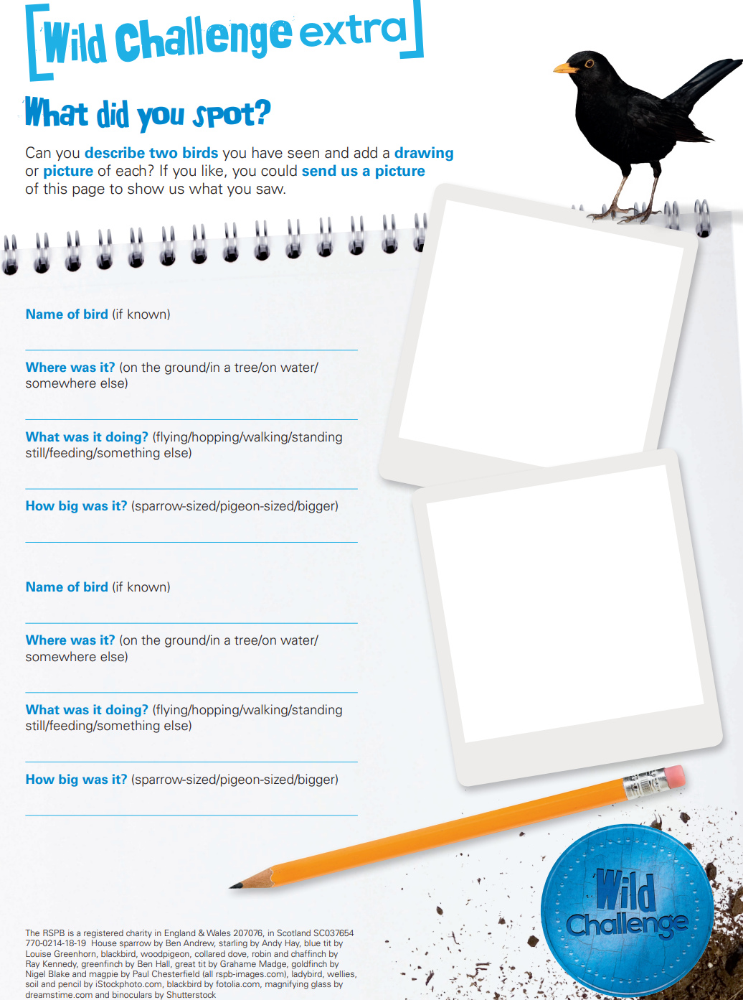 [Wild Challenge extra]
What did you spot?
Can you describe two birds you have seen and add a drawing
or picture of each? If you like, you could send us a picture
of this page to show us what you saw.
Name of bird (if known)
Where was it? (on the ground/in a tree/on water/
somewhere else)
What was it doing? (flying/hopping/walking/standing
still/feeding/something else)
How big was it? (sparrow-sized/pigeon-sized/bigger)
Name of bird (if known)
Where was it? (on the ground/in a tree/on water/
somewhere else)
What was it doing? (flying/hopping/walking/standing
still/feeding/something else)
How big was it? (sparrow-sized/pigeon-sized/bigger)
Wild
Challenge
The RSPB is a registered charity in England & Wales 207076, in Scotland SC037654
770-0214-18-19 House sparrow by Ben Andrew, starling by Andy Hay, blue tit by
Louise Greenhorn, blackbird, woodpigeon, collared dove, robin and chaffinch by
Ray Kennedy, greenfinch by Ben Hall, great tit by Grahame Madge, goldfinch by
Nigel Blake and magpie by Paul Chesterfield (all rspb-images.com), ladybird, wellies,
soil and pencil by iStockphoto.com, blackbird by fotolia.com, magnifying glass by
dreamstime.com and binoculars by Shutterstock